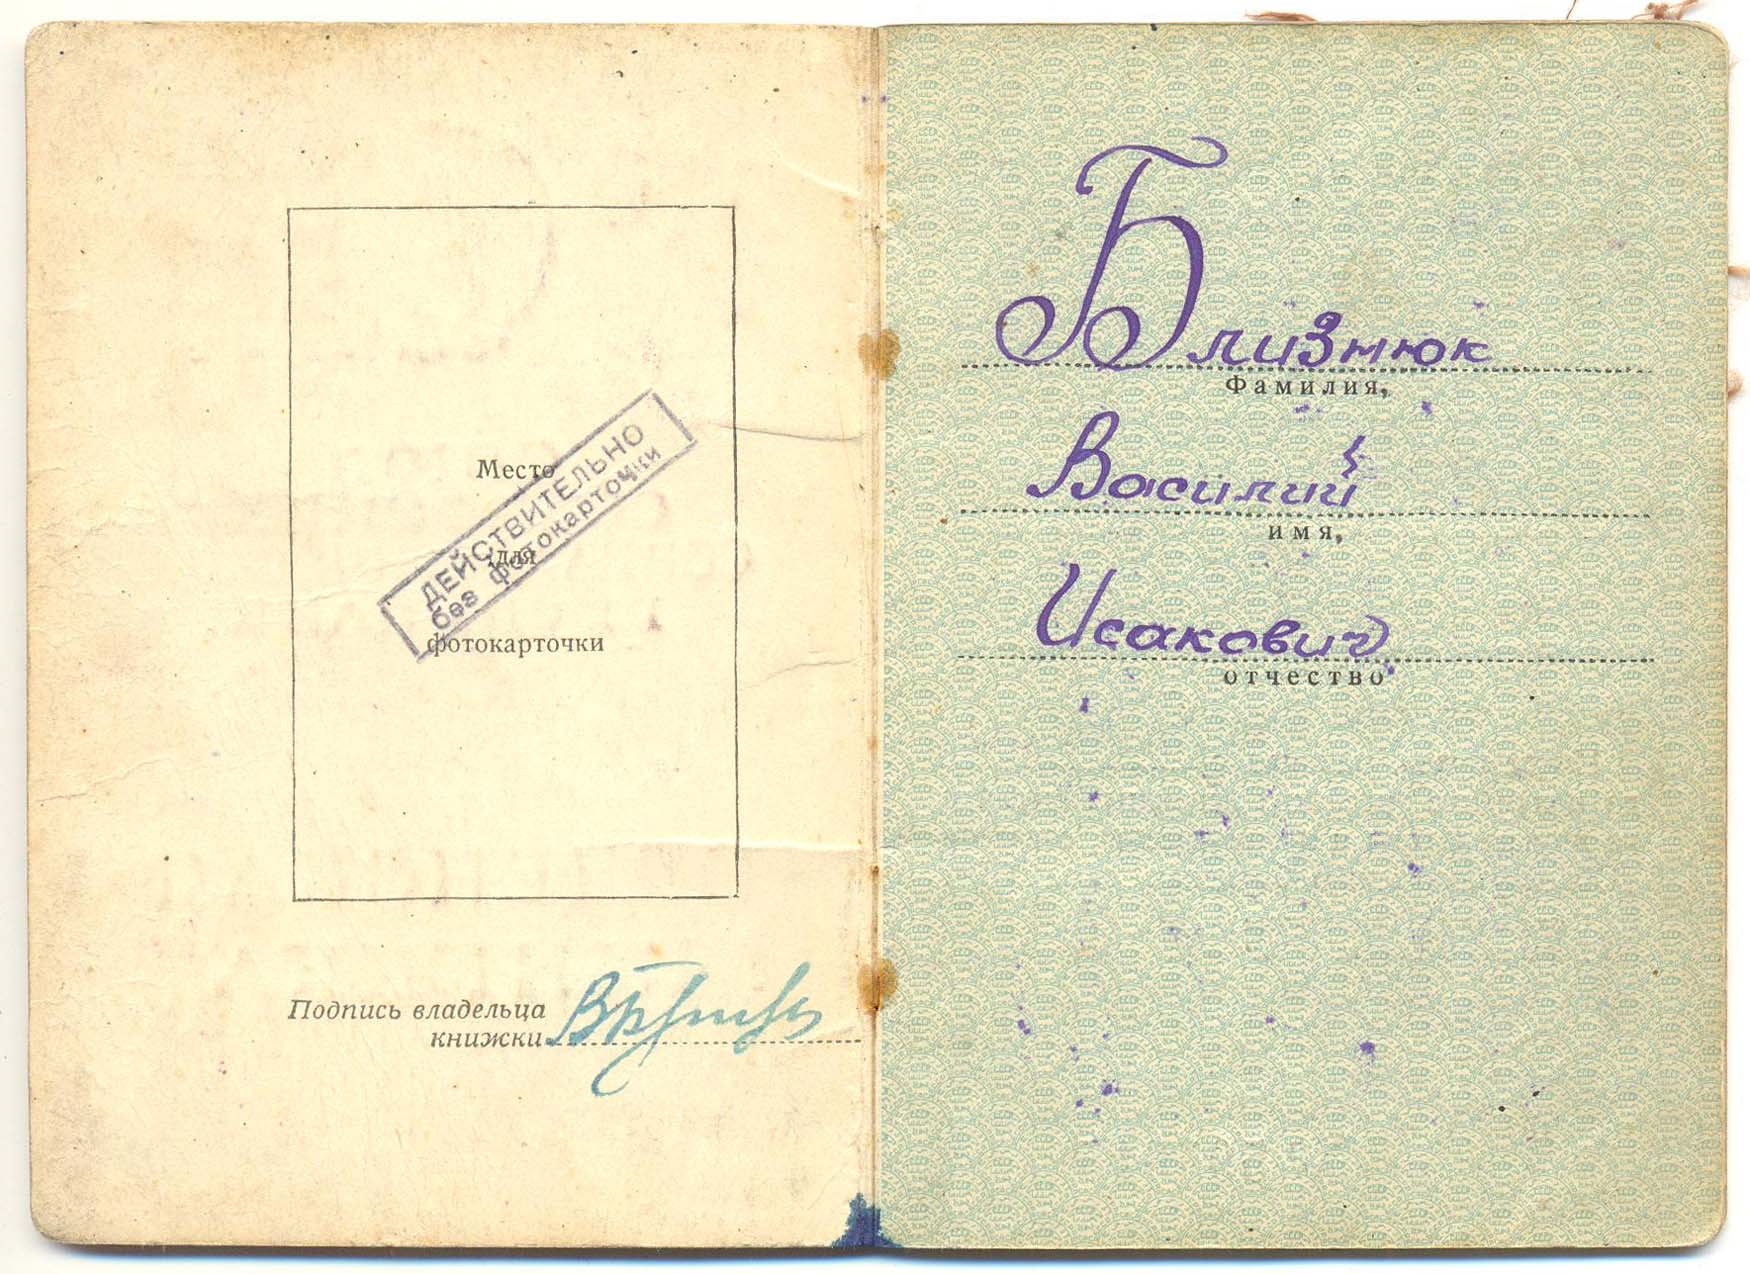 Место
для
фотокарточки
ДЕЙСТВИТЕЛЬНО
без фотокарточки
Подпись владельца
книжки
Близнюк
Фамилия,
Василий
имя,
Исакович
отчество